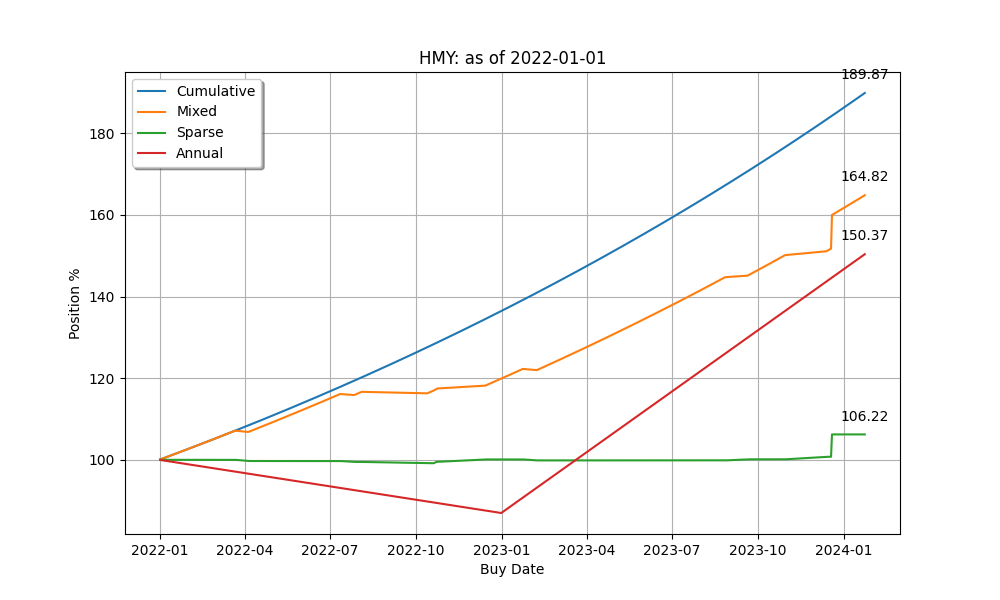 HMY: as of 2022-01-01
189.87
Cumulative
Mixed
Sparse
Annual
164.82
150.37
106.22
180
160
140
120
100
Position %
2022-01 2022-04 2022-07 2022-10 2023-01 2023-04 2023-07 2023-10 2024-01
Buy Date